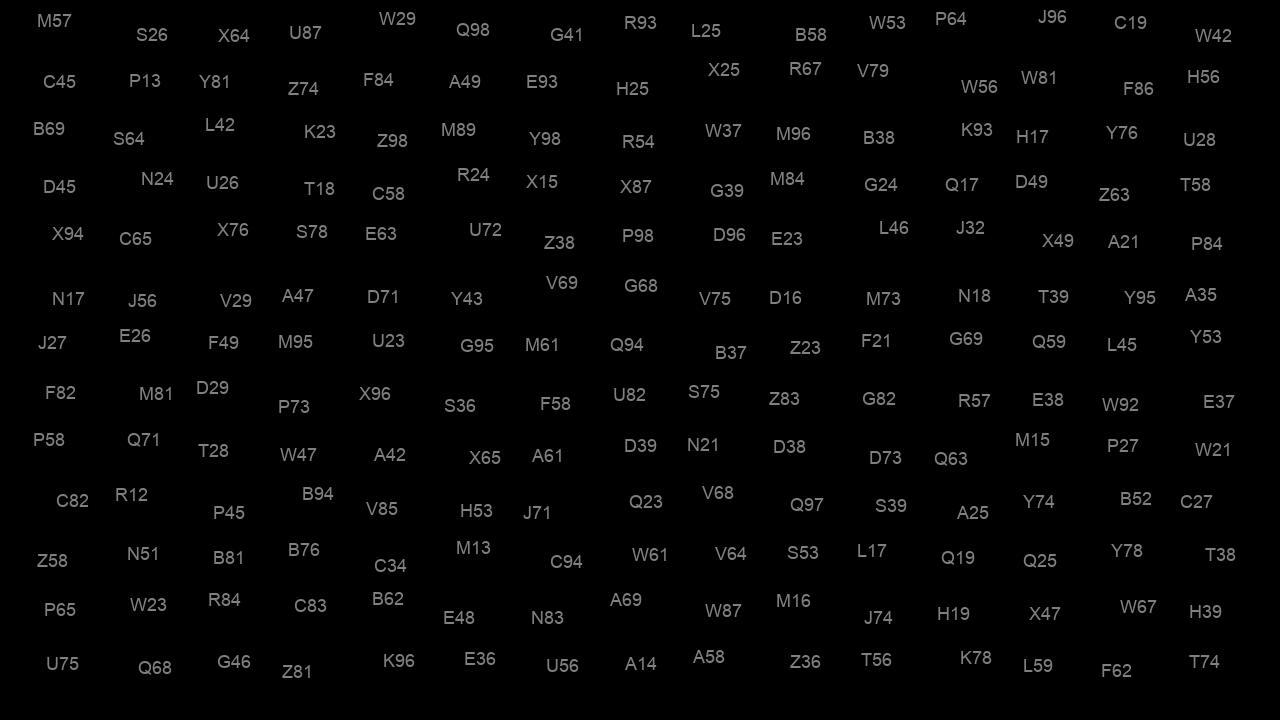 M57 S26 X64 U87 W29 Q98 G41 R93 L25 B58 W53 P64 J96 C19 W42
C45 P13 Y81 Z74 F84 A49 E93 H25 X25 R67 V79 W56 W81 F86 H56
B69 S64 L42 K23 Z98 M89 Y98 R54 W37 M96 B38 K93 H17 Y76 U28
D45 N24 U26 T18 C58 R24 X15 X87 G39 M84 G24 Q17 D49 Z63 T58
X94 C65 X76 S78 E63 U72 Z38 P98 D96 E23 L46 J32 X49 A21 P84
N17 J56 V29 A47 D71 Y43 V69 G68 V75 D16 M73 N18 T39 Y95 A35
J27 E26 F49 M95 U23 G95 M61 Q94 B37 Z23 F21 G69 Q59 L45 Y53
F82 M81 D29 P73 X96 S36 F58 U82 S75 Z83 G82 R57 E38 W92 E37
P58 Q71 T28 W47 A42 X65 A61 D39 N21 D38 D73 Q63 M15 P27 W21
C82 R12 P45 B94 V85 H53 J71 Q23 V68 Q97 S39 A25 Y74 B52 C27
Z58 N51 B81 B76 C34 M13 C94 W61 V64 S53 L17 Q19 Q25 Y78 T38
P65 W23 R84 C83 B62 E48 N83 A69 W87 M16 J74 H19 X47 W67 H39
U75 Q68 G46 Z81 K96 E36 U56 A14 A58 Z36 T56 K78 L59 F62 T74